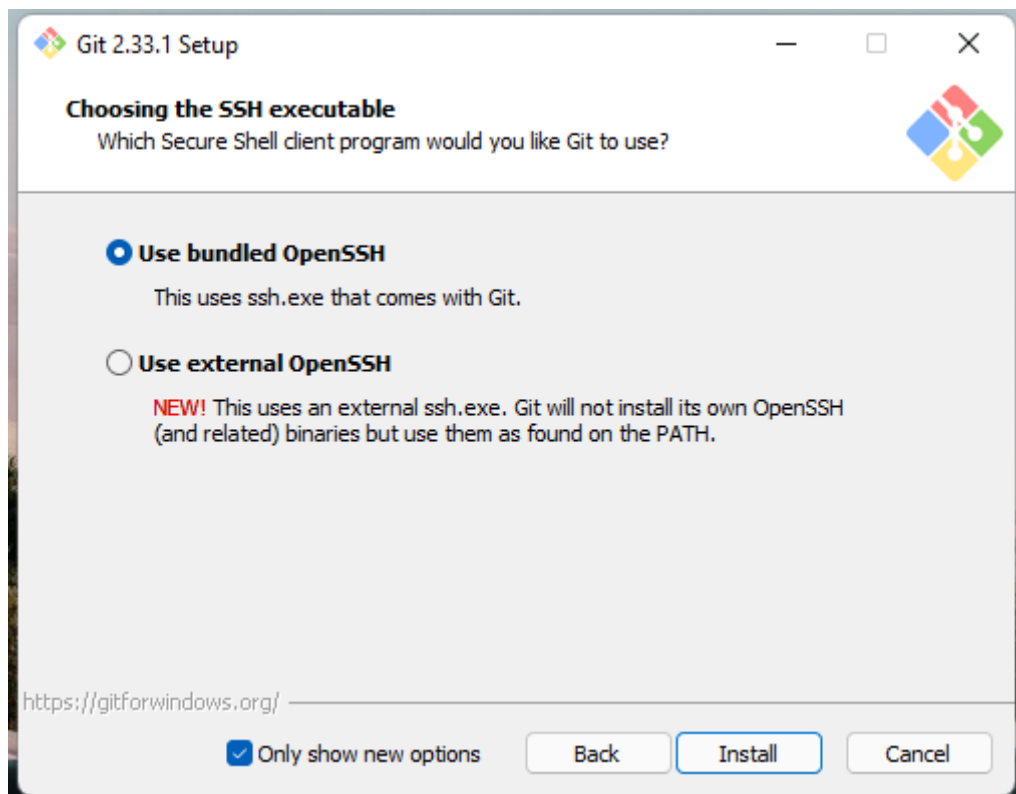 Git 2.33.1 Setup
Choosing the SSH executable
Which Secure Shell client program would you like Git to use?
Use bundled OpenSSH
This uses ssh.exe that comes with Git.
Use external OpenSSH
NEW! This uses an external ssh.exe. Git will not install its own OpenSSH
(and related) binaries but use them as found on the PATH.
https://gitforwindows.org/
Only show new options Back Install Cancel